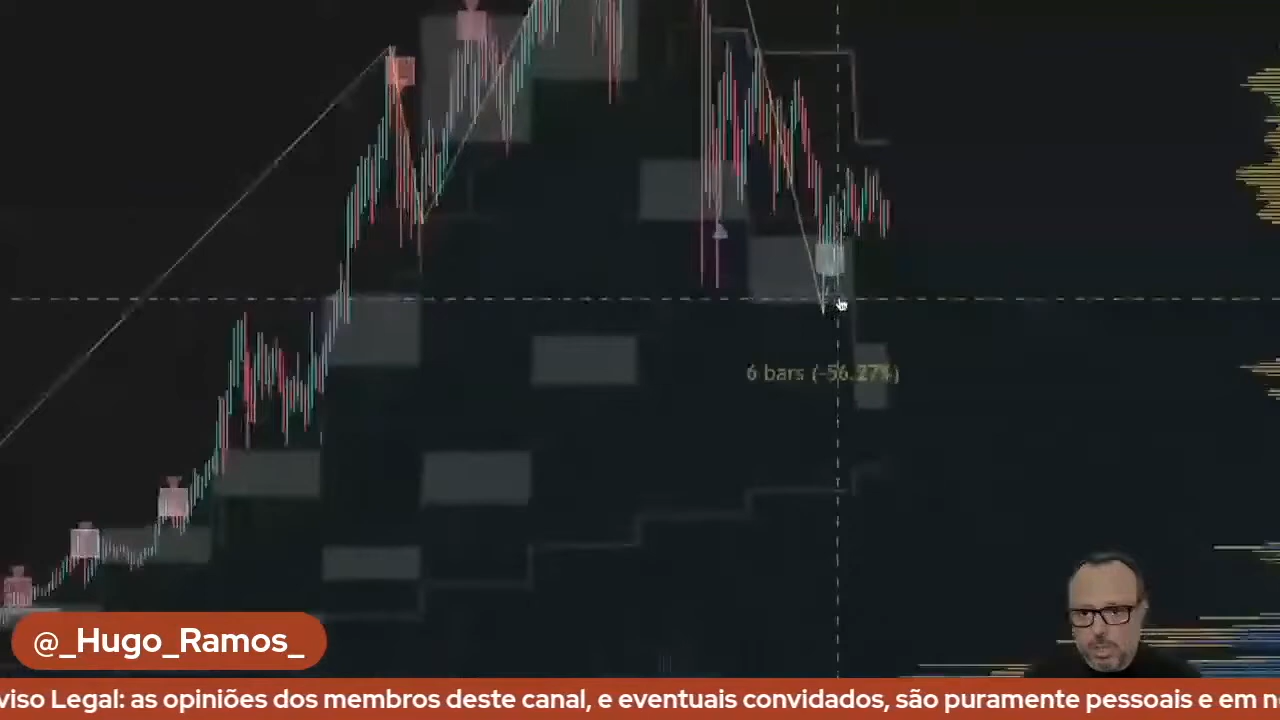 6 bars (-56.27%)
@_Hugo_Ramos_
viso Legal: as opiniões dos membros deste canal, e eventuais convidados, são puramente pessoais e em n